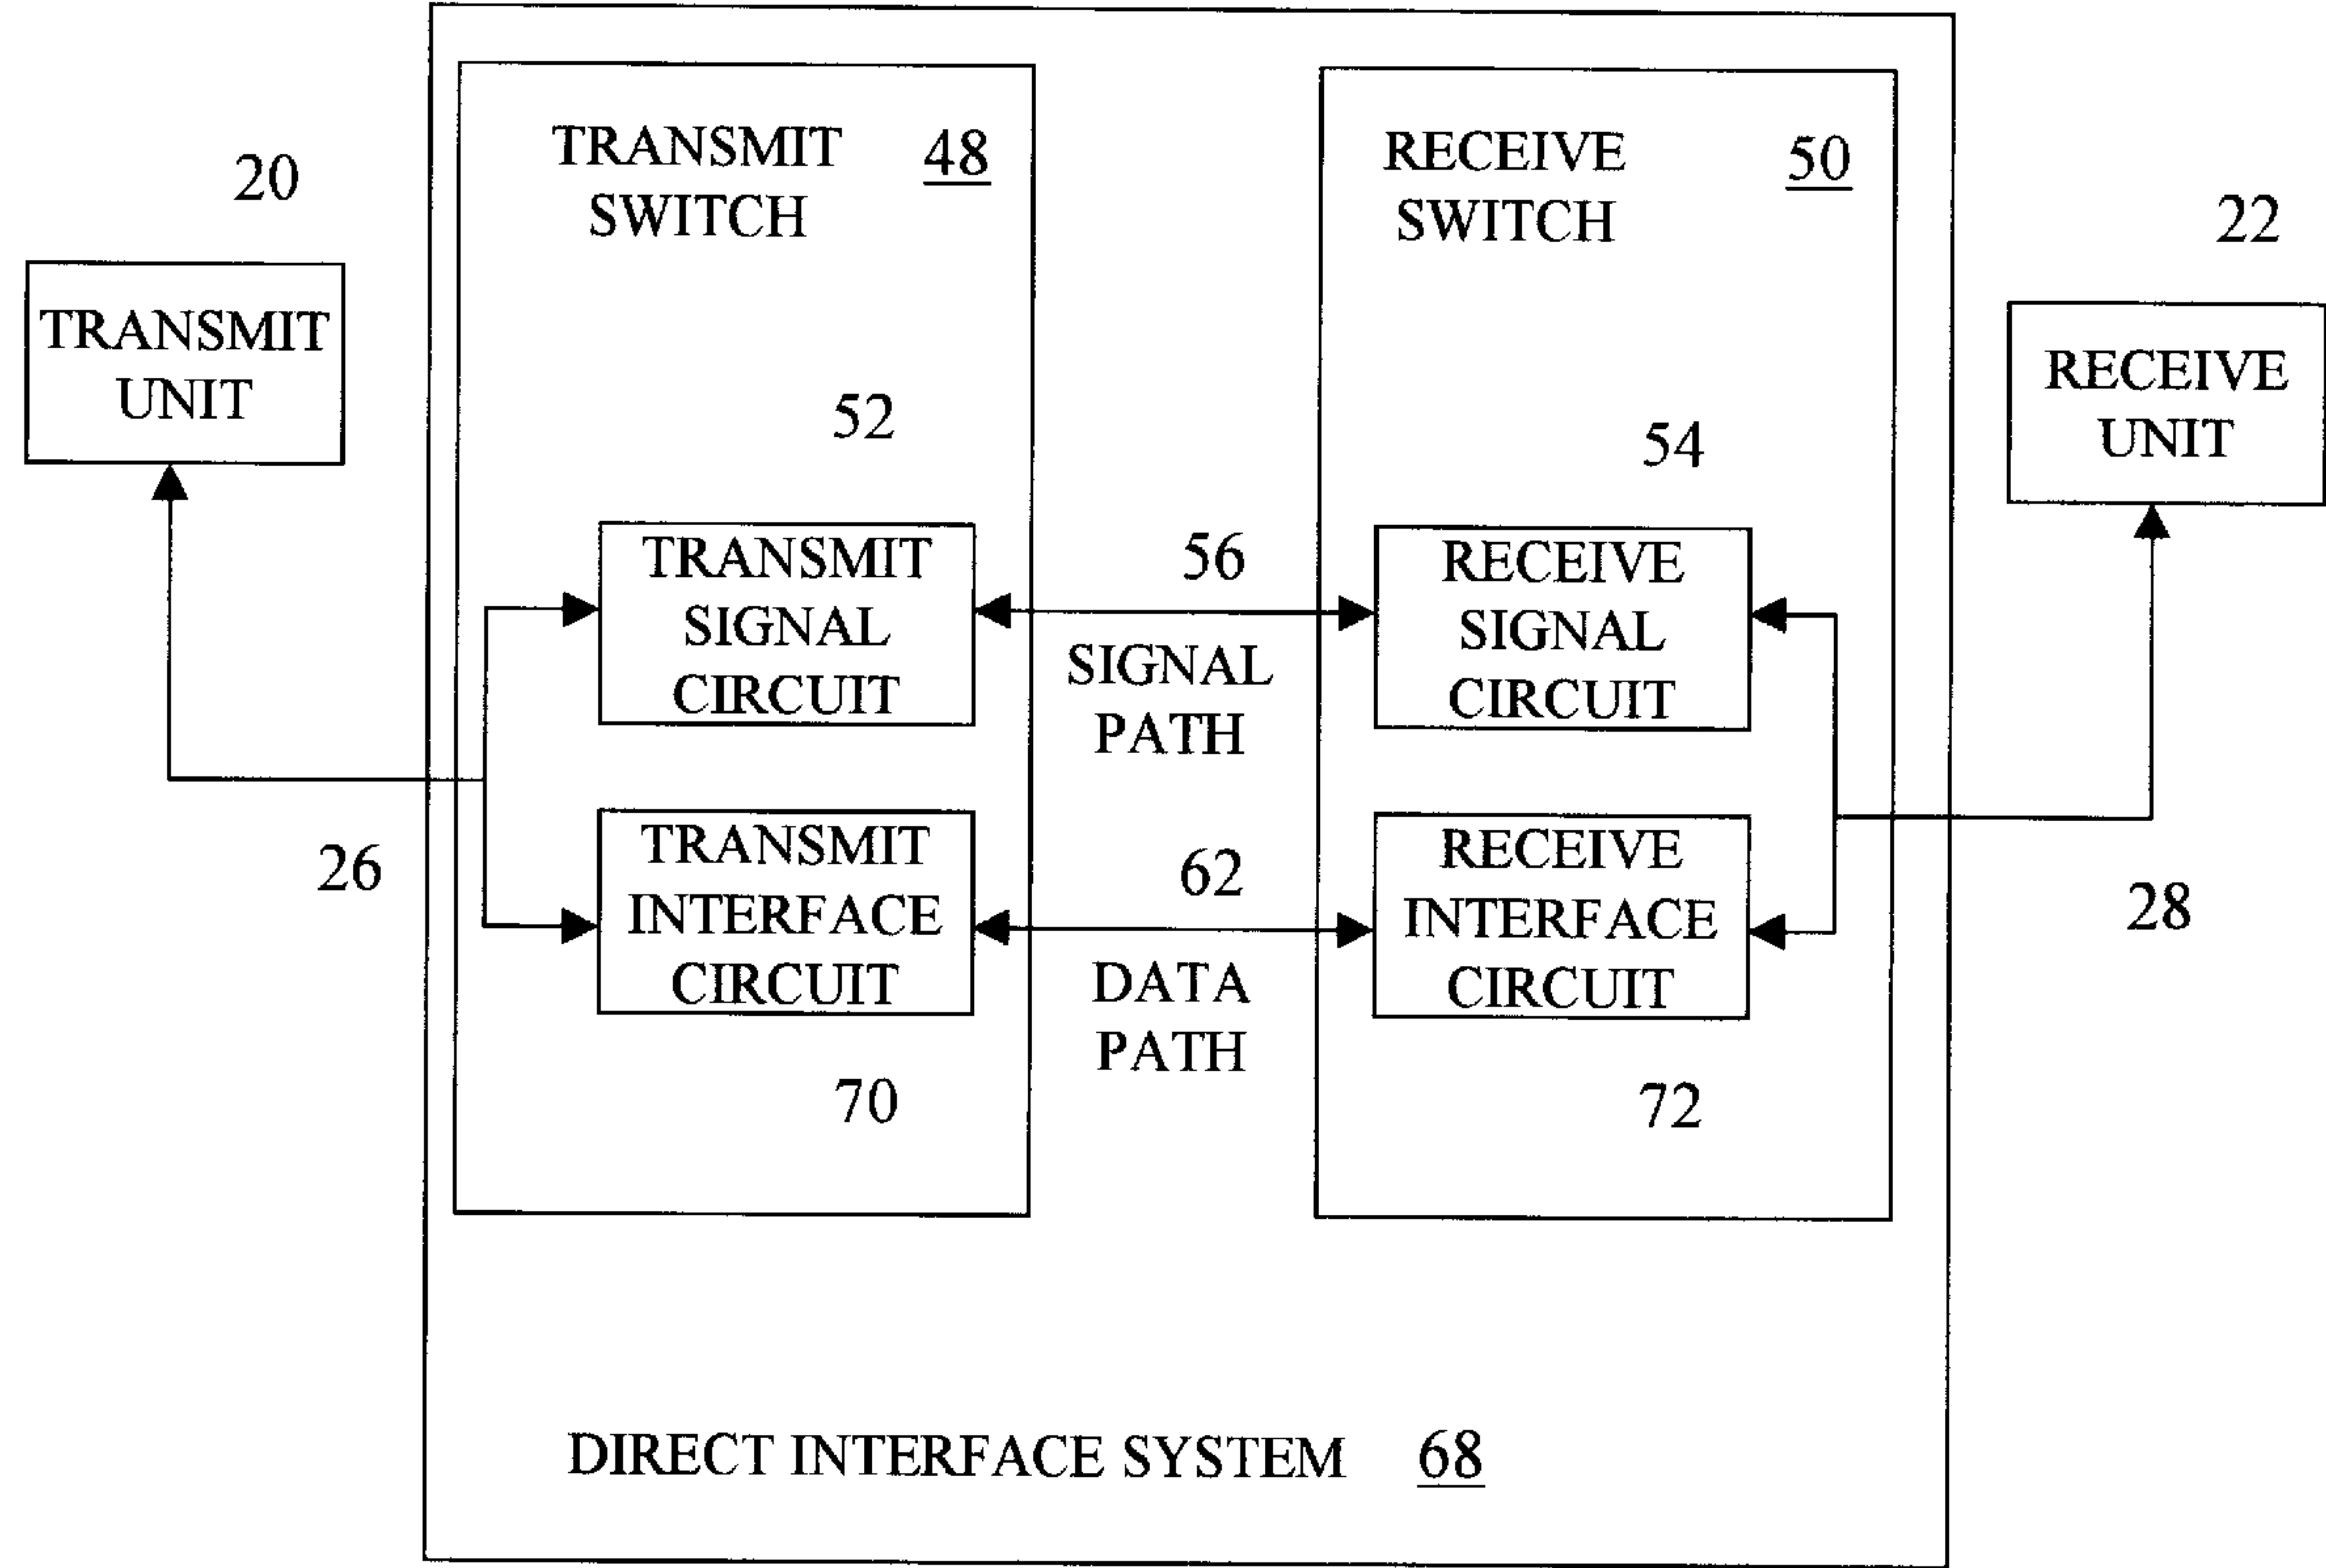 20
TRANSMIT
UNIT
26
TRANSMIT
SWITCH
48
52
TRANSMIT
SIGNAL
CIRCUIT
TRANSMIT
INTERFACE
CIRCUIT
70
56
SIGNAL
PATH
62
DATA
PATH
RECEIVE
SWITCH
50
54
RECEIVE
SIGNAL
CIRCUIT
RECEIVE
INTERFACE
CIRCUIT
72
22
RECEIVE
UNIT
28
DIRECT INTERFACE SYSTEM 68